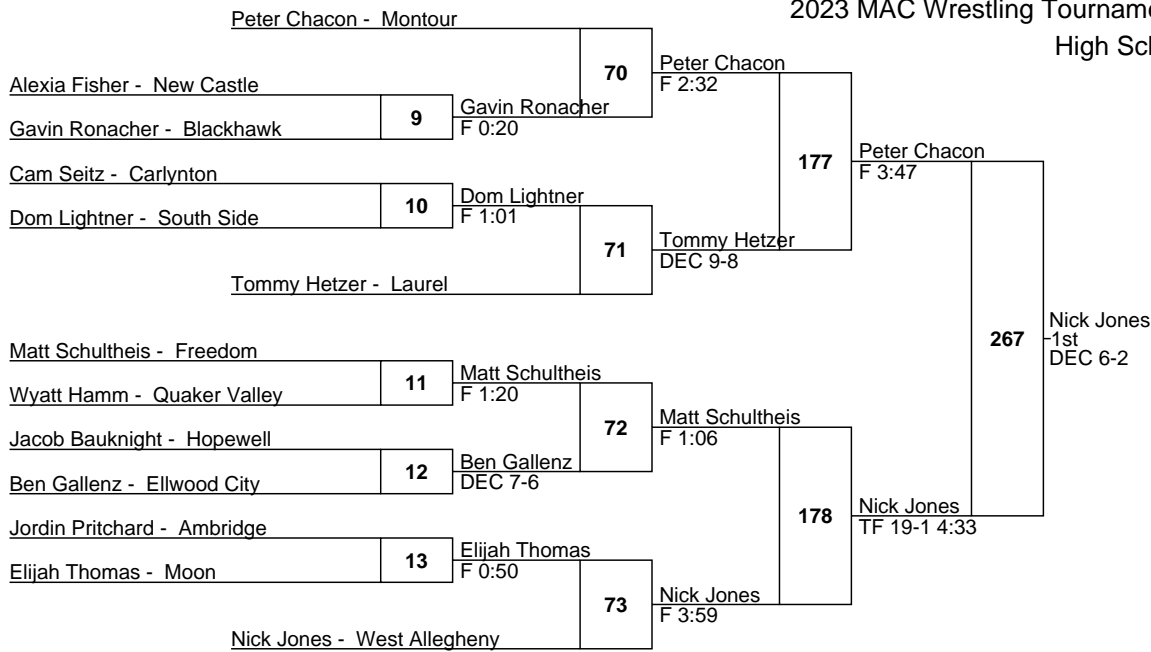 2023 MAC Wrestling Tourname
High Scl
Peter Chacon - Montour
70
Peter Chacon
F 2:32
Alexia Fisher - New Castle
9
Gavin Ronacher
F 0:20
Gavin Ronacher - Blackhawk
177
Peter Chacon
F 3:47
Cam Seitz - Carlynton
10
Dom Lightner
F 1:01
Dom Lightner - South Side
71
Tommy Hetzer
DEC 9-8
Tommy Hetzer - Laurel
267
Nick Jones
1st
DEC 6-2
Matt Schultheis - Freedom
11
Matt Schultheis
F 1:20
Wyatt Hamm - Quaker Valley
72
Matt Schultheis
F 1:06
Jacob Bauknight - Hopewell
12
Ben Gallenz
DEC 7-6
Ben Gallenz - Ellwood City
178
Nick Jones
TF 19-1 4:33
Jordin Pritchard - Ambridge
13
Elijah Thomas
F 0:50
Elijah Thomas - Moon
73
Nick Jones
F 3:59
Nick Jones - West Allegheny